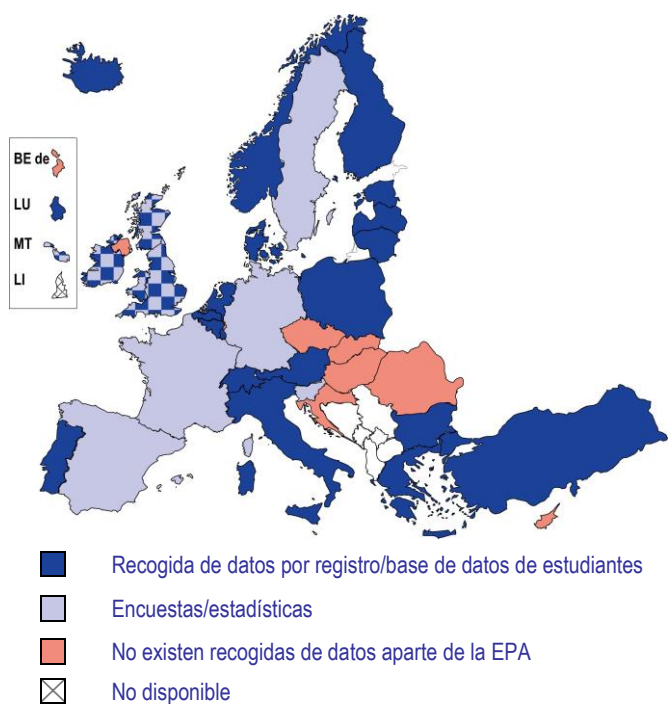 BE de
LU
MT
LI
Recogida de datos por registro/base de datos de estudiantes
Encuestas/estadísticas
No existen recogidas de datos aparte de la EPA
No disponible